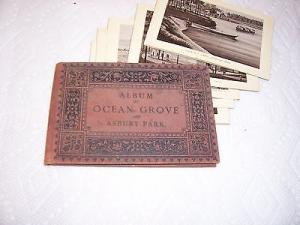 ALBUM
OF
OCEAN GROVE
AND
ASBURY PARK.